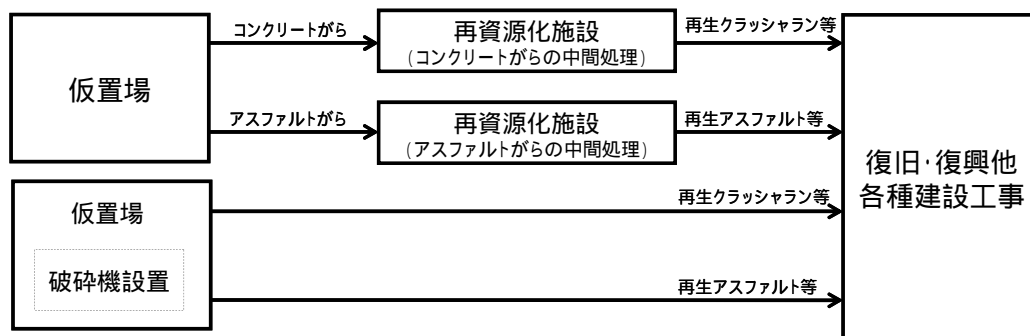 仮置場
コンクリートがら
再資源化施設
(コンクリートがらの中間処理)
再生クラッシャラン等
アスファルトがら
再資源化施設
(アスファルトがらの中間処理)
再生アスファルト等
仮置場
破砕機設置
再生クラッシャラン等
再生アスファルト等
復旧・復興他
各種建設工事